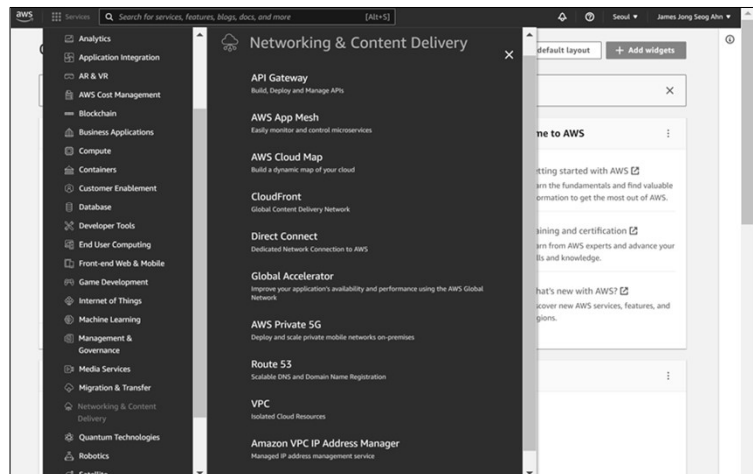 aws
Services
Search for services, features, blogs, docs, and more
[Alt+S]
Seoul ▼
James Jong Seog Ahn ▼
Analytics
Application Integration
AR & VR
AWS Cost Management
Blockchain
Business Applications
Compute
Containers
Customer Enablement
Database
Developer Tools
End User Computing
Front-end Web & Mobile
Game Development
Internet of Things
Machine Learning
Management &
Governance
Media Services
Migration & Transfer
Networking & Content
Delivery
Quantum Technologies
Robotics
Satellite
Networking & Content Delivery
API Gateway
Build, Deploy and Manage APIs
AWS App Mesh
Easily monitor and control microservices
AWS Cloud Map
Build a dynamic map of your cloud
CloudFront
Global Content Delivery Network
Direct Connect
Dedicated Network Connection to AWS
Global Accelerator
Improve your application's availability and performance using the AWS Global
Network
AWS Private 5G
Deploy and scale private mobile networks on-premises
Route 53
Scalable DNS and Domain Name Registration
VPC
Isolated Cloud Resources
Amazon VPC IP Address Manager
Managed IP address management service
default layout
+ Add widgets
me to AWS
etting started with AWS
arn the fundamentals and find valuable
ormation to get the most out of AWS.
aining and certification
arn from AWS experts and advance your
lls and knowledge.
hat's new with AWS?
scover new AWS services, features, and
gions.